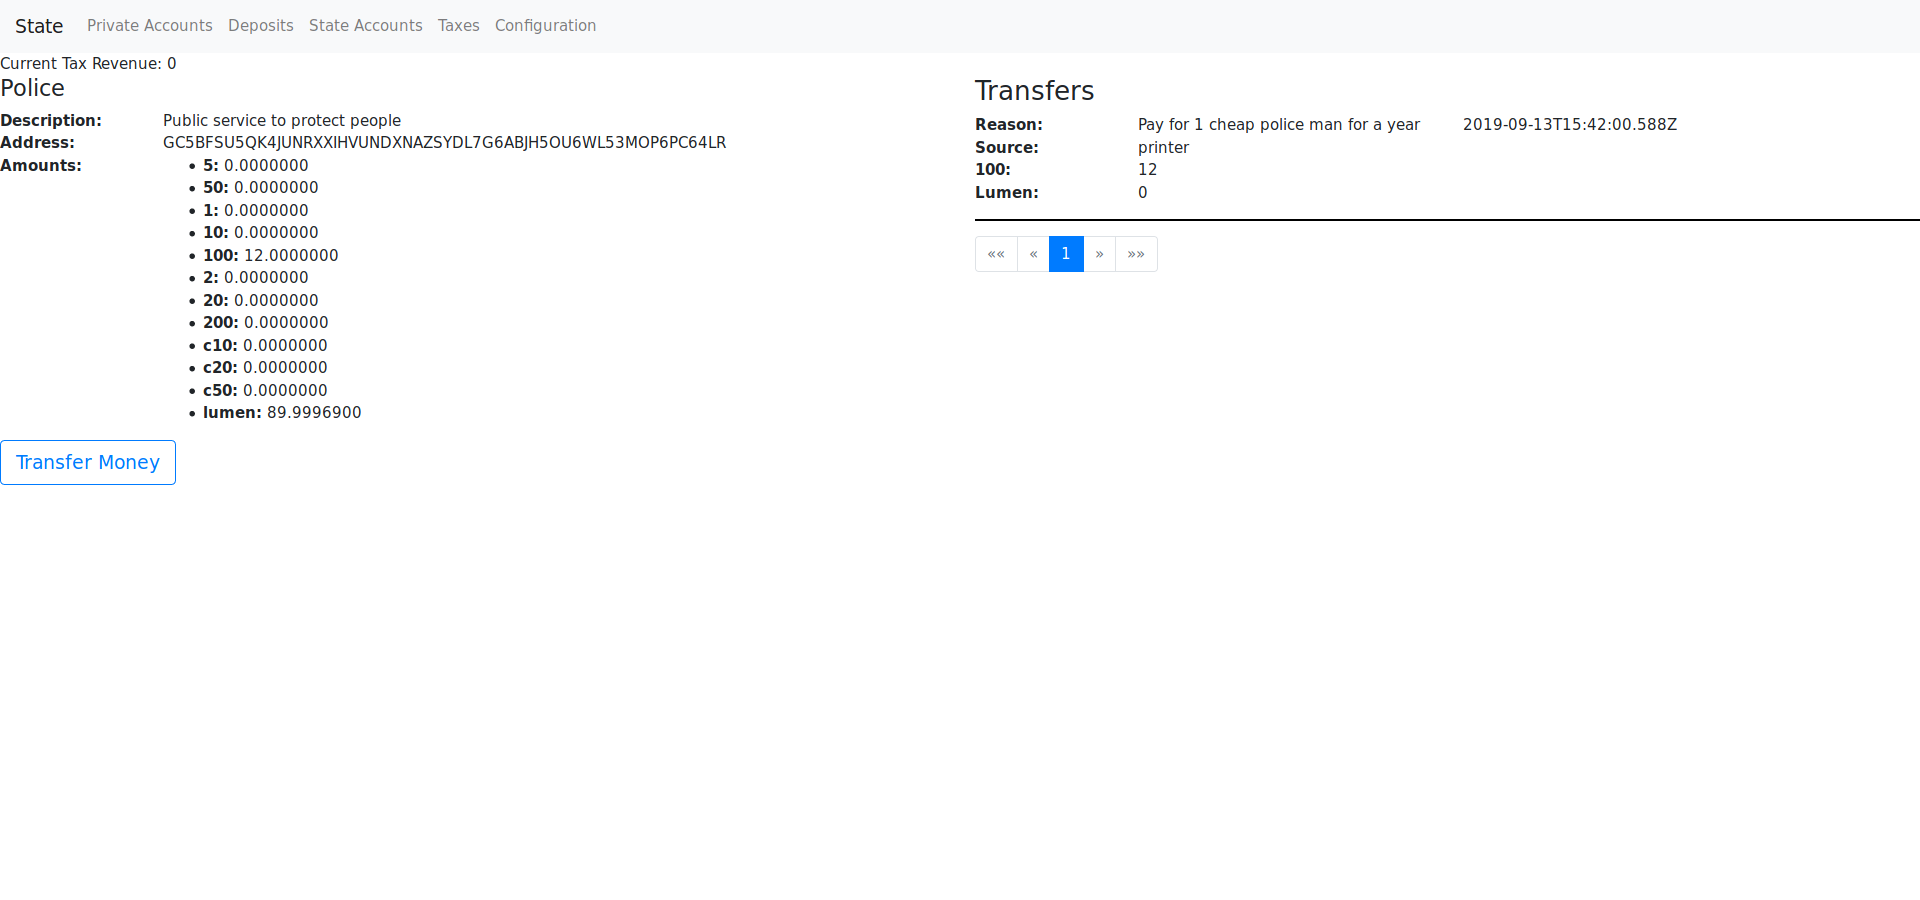 State Private Accounts Deposits State Accounts Taxes Configuration
Current Tax Revenue: 0
Police
Description: Public service to protect people
Address: GC5BFSU5QK4JUNRXXIHVUNDXNAZSYDL7G6ABJH5OU6WL53MOP6PC64LR
Amounts:
• 5: 0.0000000
• 50: 0.0000000
• 1: 0.0000000
• 10: 0.0000000
• 100: 12.0000000
• 2: 0.0000000
• 20: 0.0000000
• 200: 0.0000000
• c10: 0.0000000
• c20: 0.0000000
• c50: 0.0000000
• lumen: 89.9996900
Transfer Money
Transfers
Reason: Pay for 1 cheap police man for a year 2019-09-13T15:42:00.588Z
Source: printer
100: 12
Lumen: 0
«« « 1 » »»